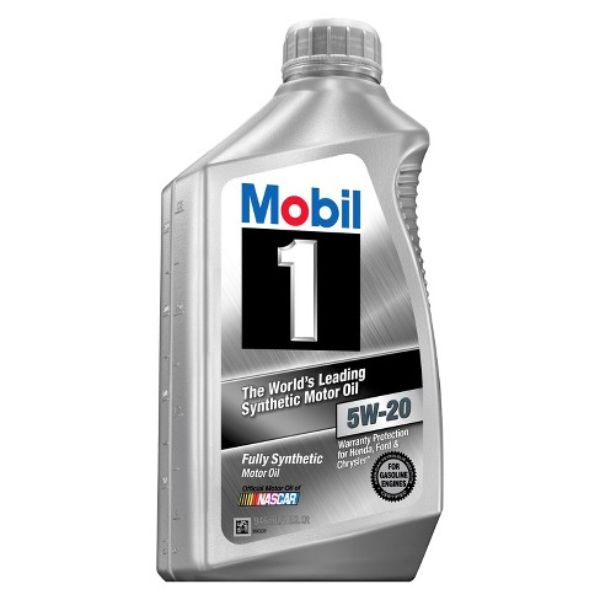 Mobil
1
The World's Leading
Synthetic Motor Oil
5W-20
Warranty Protection
for Honda, Ford &
Chrysler*
Fully Synthetic
Motor Oil
FOR
GASOLINE
ENGINES
Official Motor Oil of
NASCAR